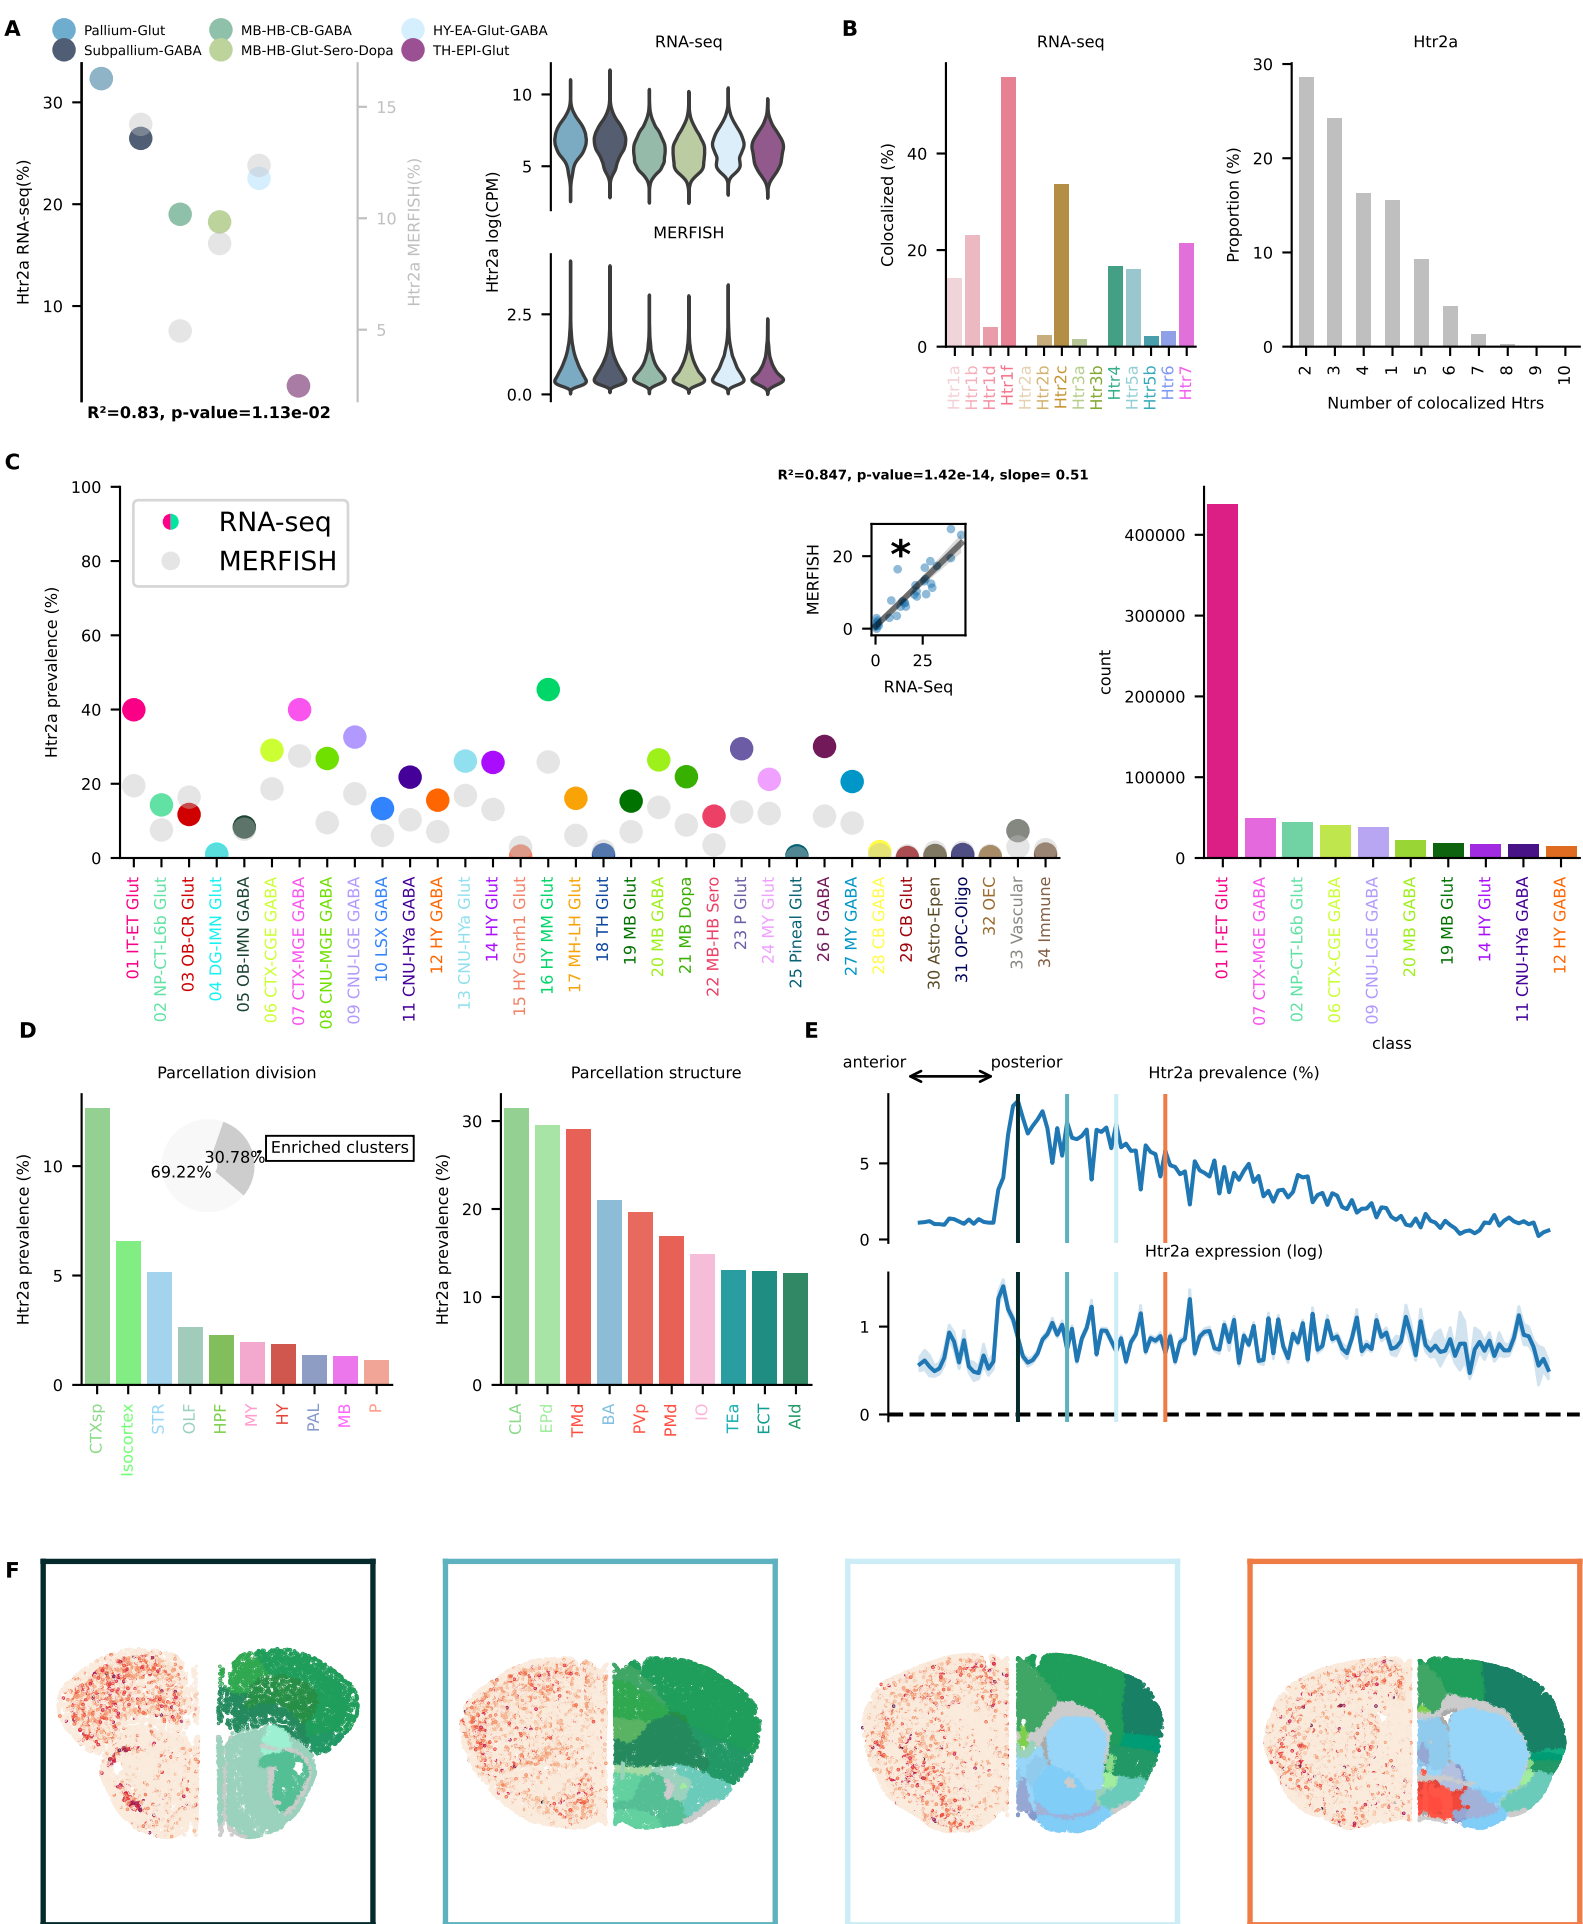 A
Pallium-Glut
Subpallium-GABA
MB-HB-CB-GABA
MB-HB-Glut-Sero-Dopa
HY-EA-Glut-GABA
TH-EPI-Glut
Htr2a RNA-seq(%)
30
20
10
15
10
5
Htr2a MERFISH(%)
R²=0.83, p-value=1.13e-02
RNA-seq
10
5
Htr2a log(CPM)
MERFISH
2.5
0.0
B
RNA-seq
Colocalized (%)
40
20
0
Htr1a
Htr1b
Htr1d
Htr1f
Htr2a
Htr2b
Htr2c
Htr3a
Htr3b
Htr4
Htr5a
Htr5b
Htr6
Htr7
Htr2a
Proportion (%)
30
20
10
0
2
3
4
1
5
6
7
8
9
10
Number of colocalized Htrs
C
Htr2a prevalence (%)
100
80
60
40
20
0
RNA-seq
MERFISH
R²=0.847, p-value=1.42e-14, slope= 0.51
*
MERFISH
20
0
0
25
RNA-Seq
01 IT-ET Glut
02 NP-CT-L6b Glut
03 OB-CR Glut
04 DG-IMN Glut
05 OB-IMN GABA
06 CTX-CGE GABA
07 CTX-MGE GABA
08 CNU-MGE GABA
09 CNU-LGE GABA
10 LSX GABA
11 CNU-HYa GABA
12 HY GABA
13 CNU-HYa Glut
14 HY Glut
15 HY Gnrh1 Glut
16 HY MM Glut
17 MH-LH Glut
18 TH Glut
19 MB Glut
20 MB GABA
21 MB Dopa
22 MB-HB Sero
23 P Glut
24 MY Glut
25 Pineal Glut
26 P GABA
27 MY GABA
28 CB GABA
29 CB Glut
30 Astro-Epen
31 OPC-Oligo
32 OEC
33 Vascular
34 Immune
count
400000
300000
200000
100000
0
01 IT-ET Glut
07 CTX-MGE GABA
02 NP-CT-L6b Glut
06 CTX-CGE GABA
09 CNU-LGE GABA
20 MB GABA
19 MB Glut
14 HY Glut
11 CNU-HYa GABA
12 HY GABA
class
D
Parcellation division
Htr2a prevalence (%)
10
5
0
69.22%
30.78%
Enriched clusters
CTXsp
Isocortex
STR
OLF
HPF
MY
HY
PAL
MB
P
Parcellation structure
Htr2a prevalence (%)
30
20
10
0
CLA
EPd
TMd
BA
PVp
PMd
IO
TEa
ECT
AId
E
anterior
posterior
Htr2a prevalence (%)
5
0
Htr2a expression (log)
1
0
F